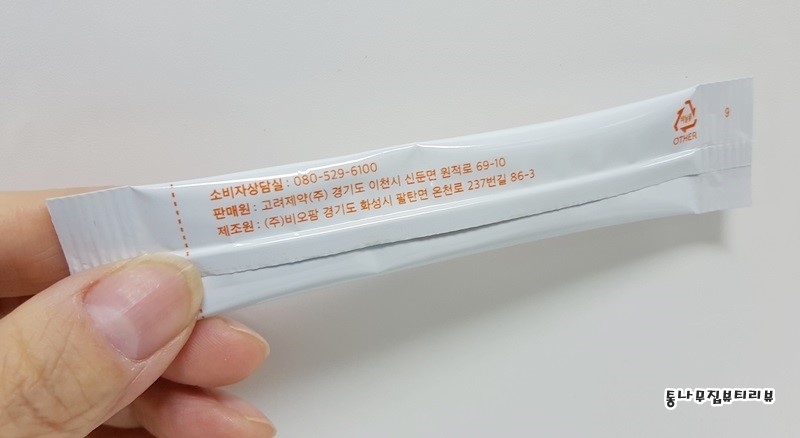 소비자상담실 : 080-529-6100
판매원 : 고려제약(주) 경기도 이천시 신둔면 원적로 69-10
제조원 : (주)비오팜 경기도 화성시 팔탄면 온천로 237번길 86-3
OTHER
9
통나무집뷰티리뷰